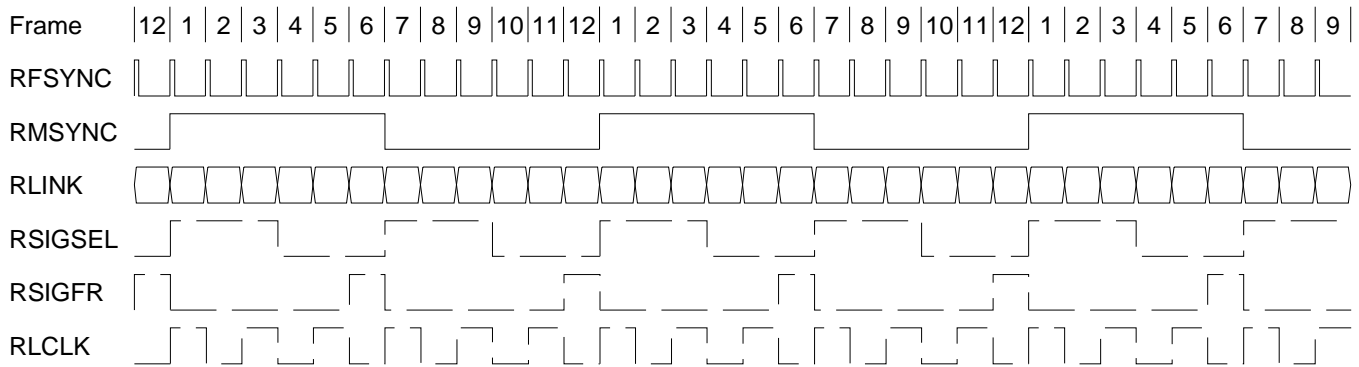 Frame 12 1 2 3 4 5 6 7 8 9 10 11 12 1 2 3 4 5 6 7 8 9 10 11 12 1 2 3 4 5 6 7 8 9
RFSYNC
RMSYNC
RLINK
RSIGSEL
RSIGFR
RLCLK